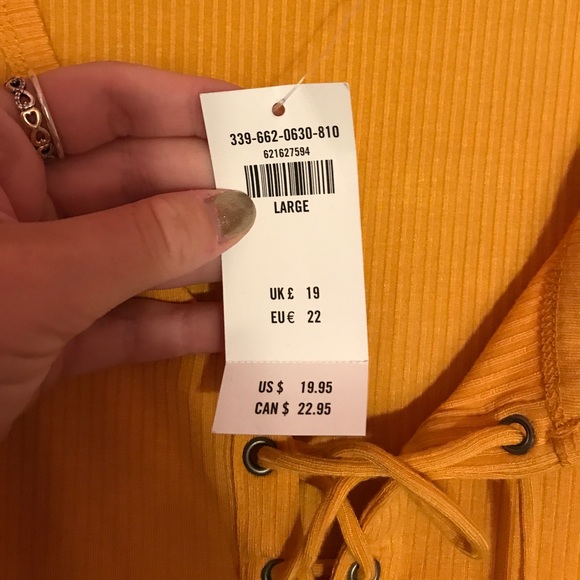 339-662-0630-810
621627594
LARGE
UK £ 19
EU € 22
US $ 19.95
CAN $ 22.95